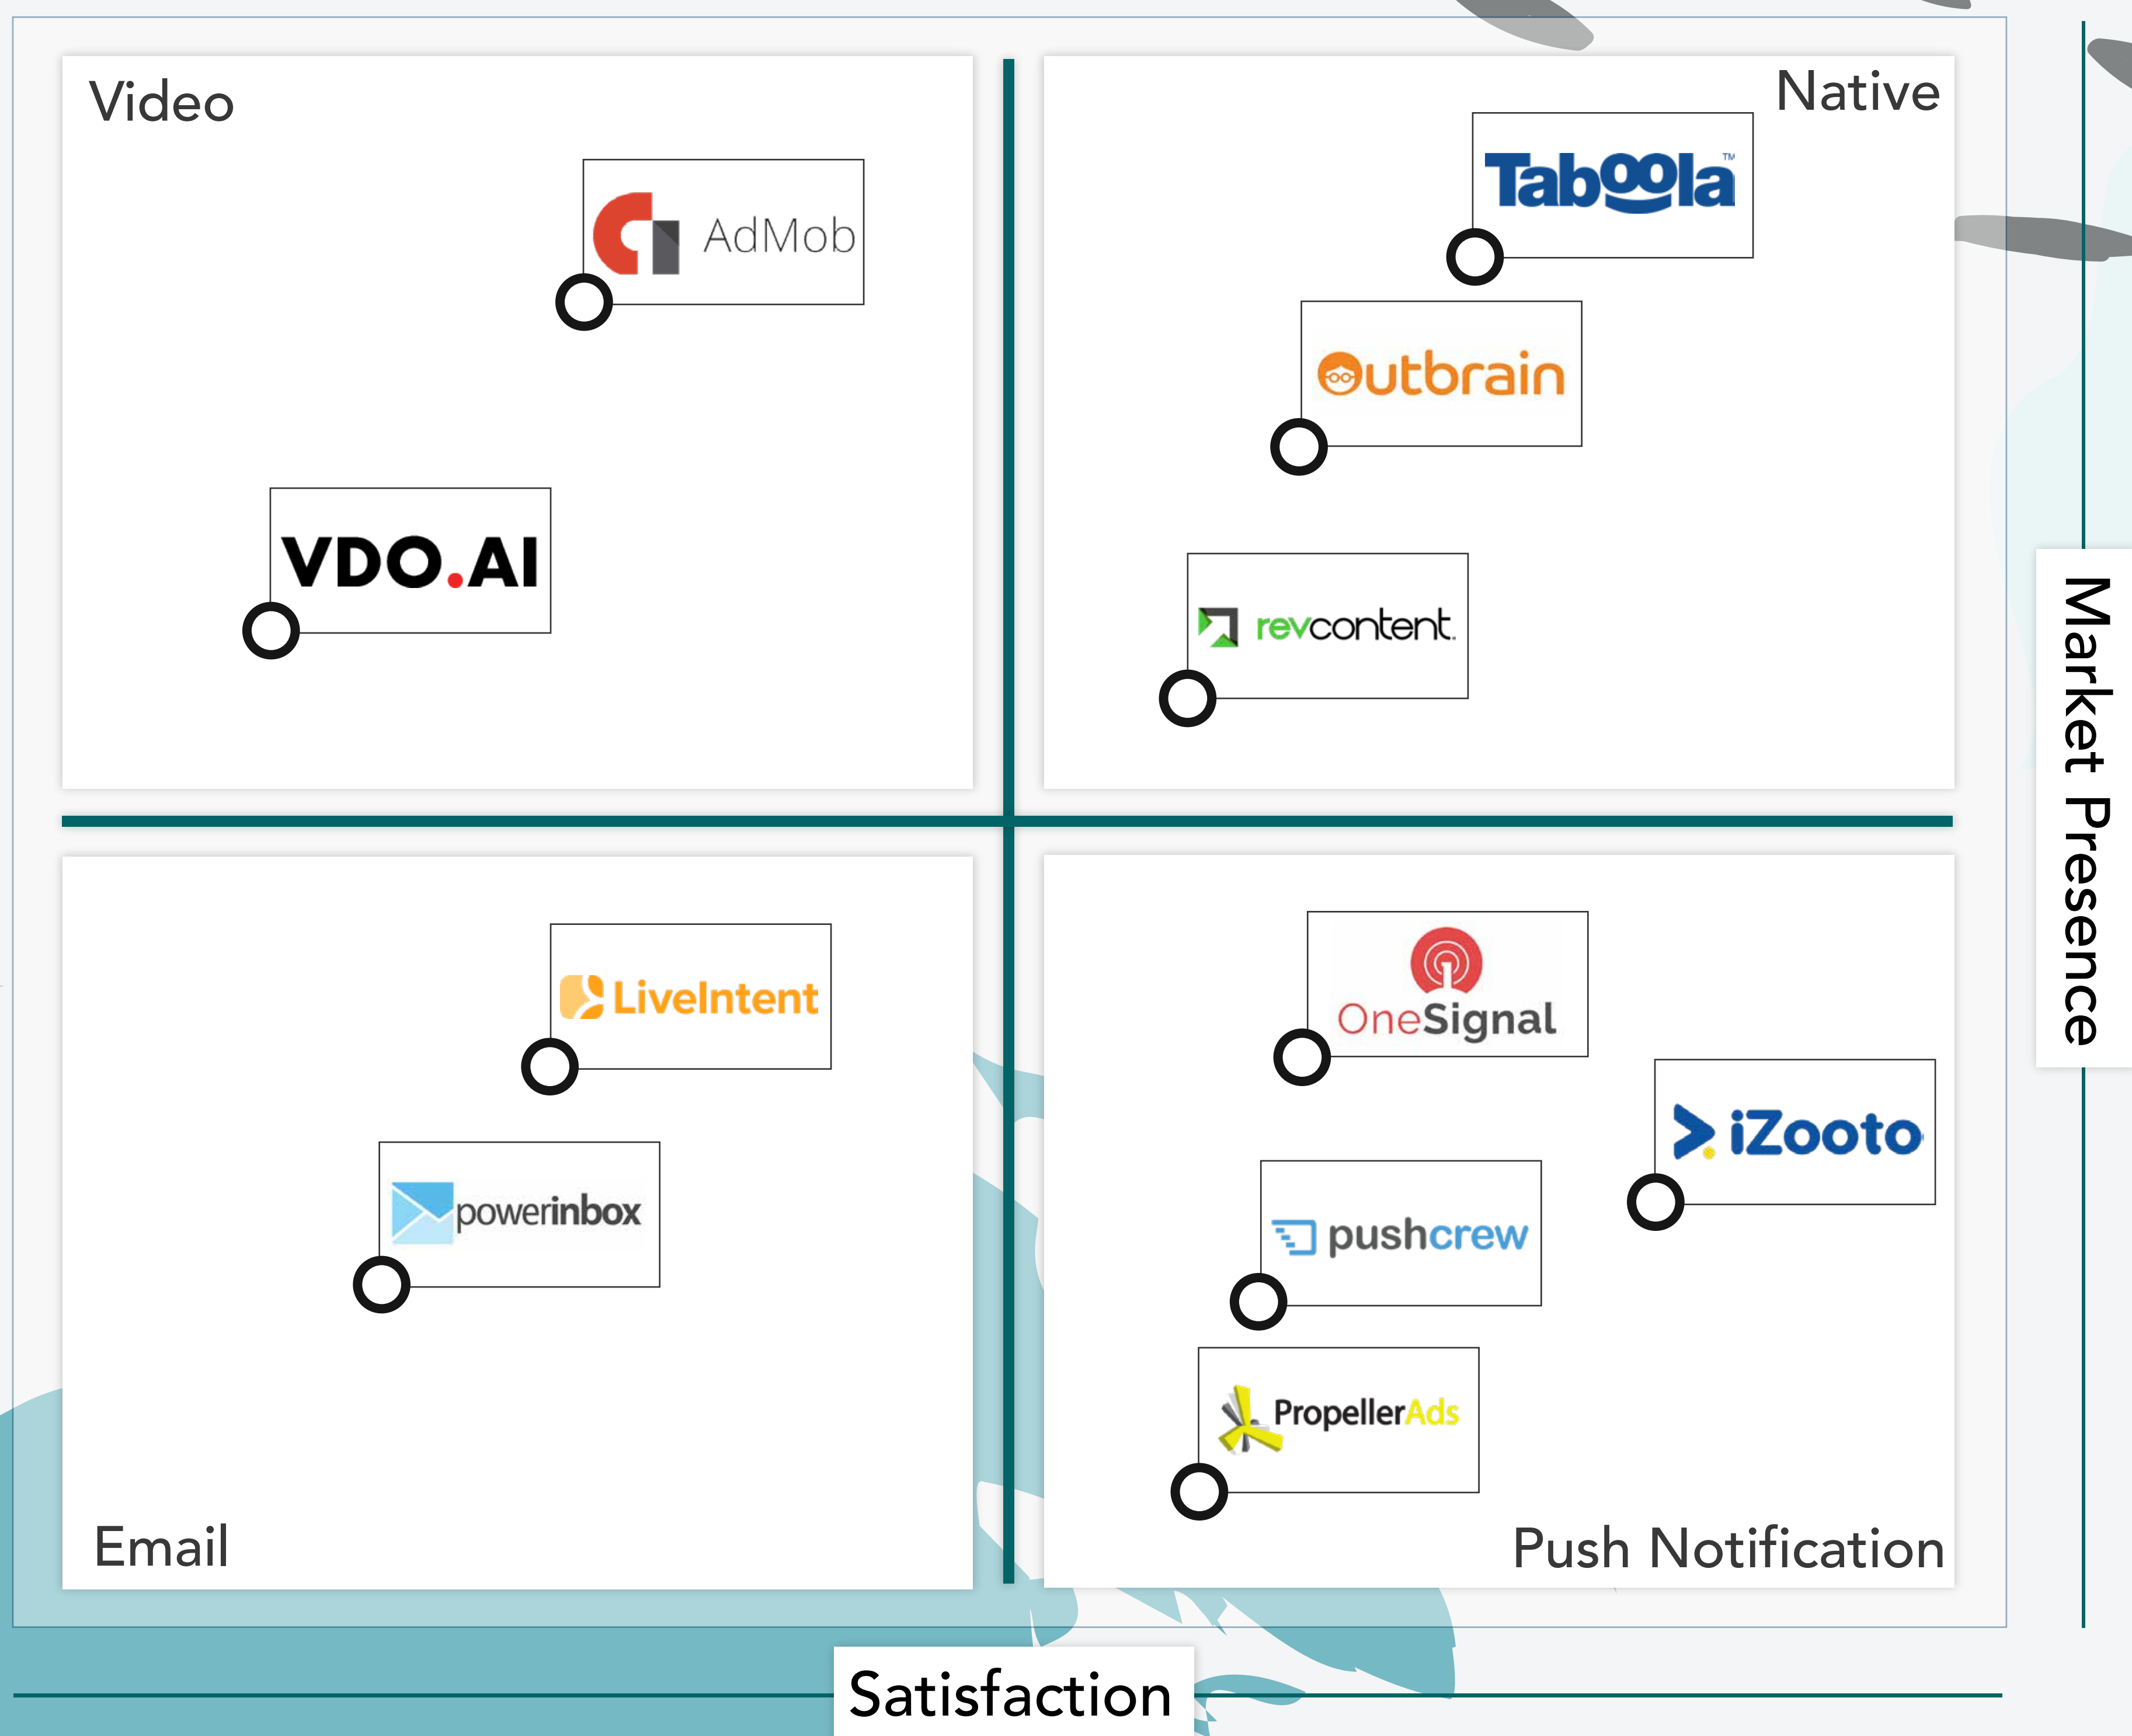 Video
AdMob
VDO.AI
Native
Taboola™
Outbrain
revcontent.
Market Presence
LiveIntent
powerinbox
Email
OneSignal
iZooto
pushcrew
PropellerAds
Push Notification
Satisfaction